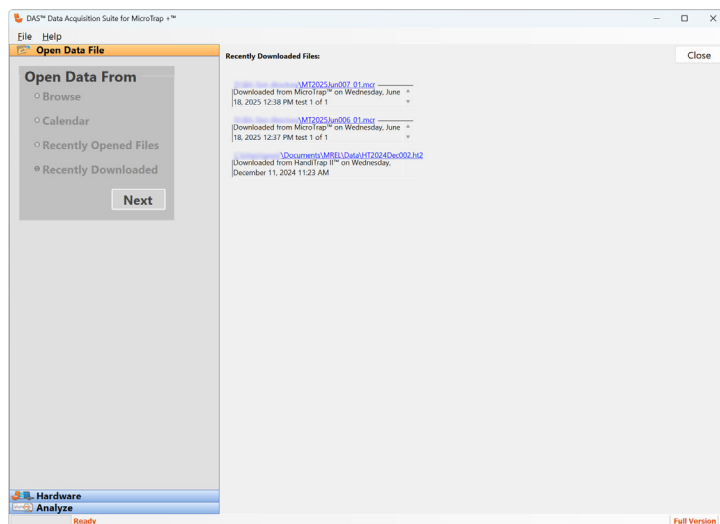 DAS™ Data Acquisition Suite for MicroTrap +™
File Help
Open Data File
Open Data From
Browse
Calendar
Recently Opened Files
Recently Downloaded
Next
Recently Downloaded Files:
Close
\MT2025Jun007_01.mcr
Downloaded from MicroTrap™ on Wednesday, June
18, 2025 12:38 PM test 1 of 1
\MT2025Jun006_01.mcr
Downloaded from MicroTrap™ on Wednesday, June
18, 2025 12:37 PM test 1 of 1
\Documents\MREL\Data\HT2024Dec002.ht2
Downloaded from HandiTrap II™ on Wednesday,
December 11, 2024 11:23 AM
Hardware
Analyze
Ready
Full Version